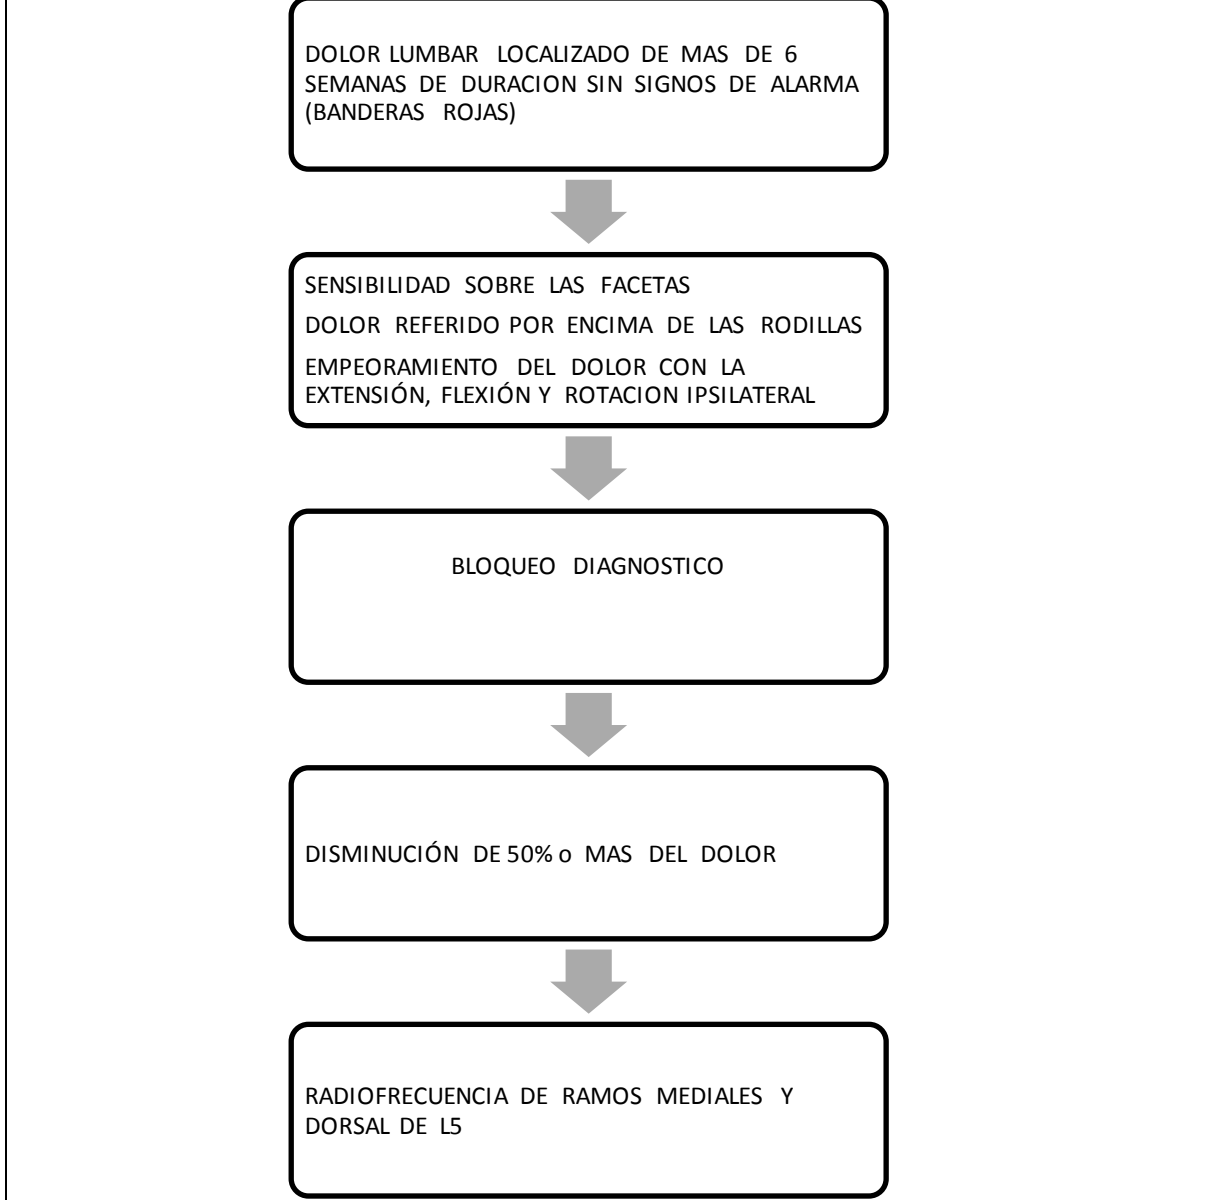 DOLOR LUMBAR LOCALIZADO DE MAS DE 6
SEMANAS DE DURACION SIN SIGNOS DE ALARMA
(BANDERAS ROJAS)
SENSIBILIDAD SOBRE LAS FACETAS
DOLOR REFERIDO POR ENCIMA DE LAS RODILLAS
EMPEORAMIENTO DEL DOLOR CON LA
EXTENSIÓN, FLEXIÓN Y ROTACION IPSILATERAL
BLOQUEO DIAGNOSTICO
DISMINUCIÓN DE 50% o MAS DEL DOLOR
RADIOFRECUENCIA DE RAMOS MEDIALES Y
DORSAL DE L5